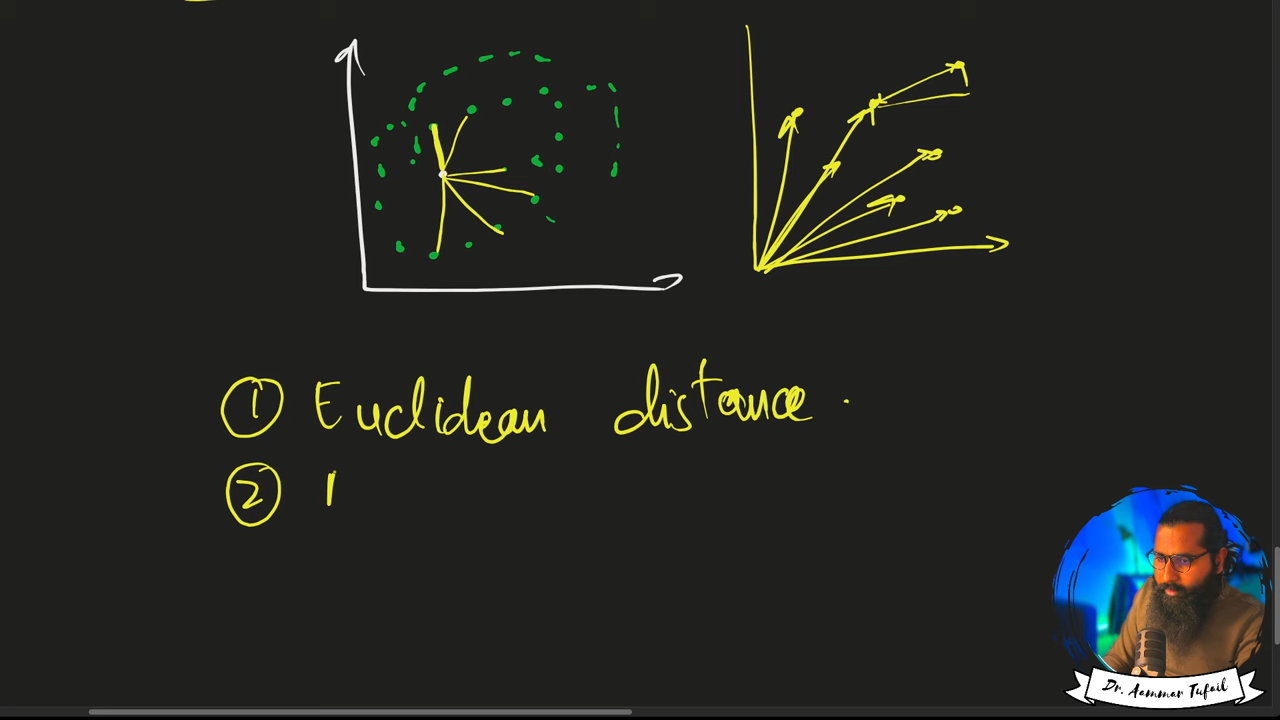 ① Euclidean distance.
②
Dr. Aammar Tufail